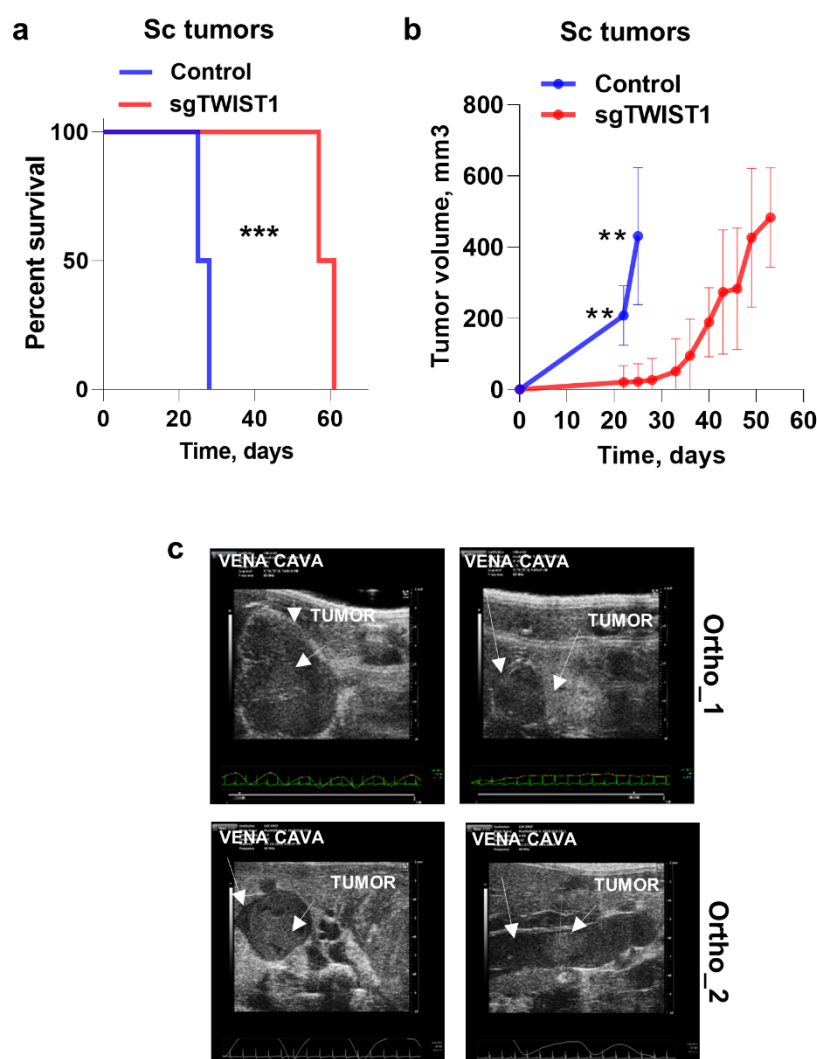 a
Sc tumors
Control
sgTWIST1
100
50
0
***
Percent survival
0 20 40 60
Time, days
b
Sc tumors
Control
sgTWIST1
800
600
400
200
0
**
**
Tumor volume, mm3
0 10 20 30 40 50 60
Time, days
c
VENA CAVA
TUMOR
VENA CAVA
TUMOR
Ortho_1
VENA CAVA
TUMOR
VENA CAVA
TUMOR
Ortho_2